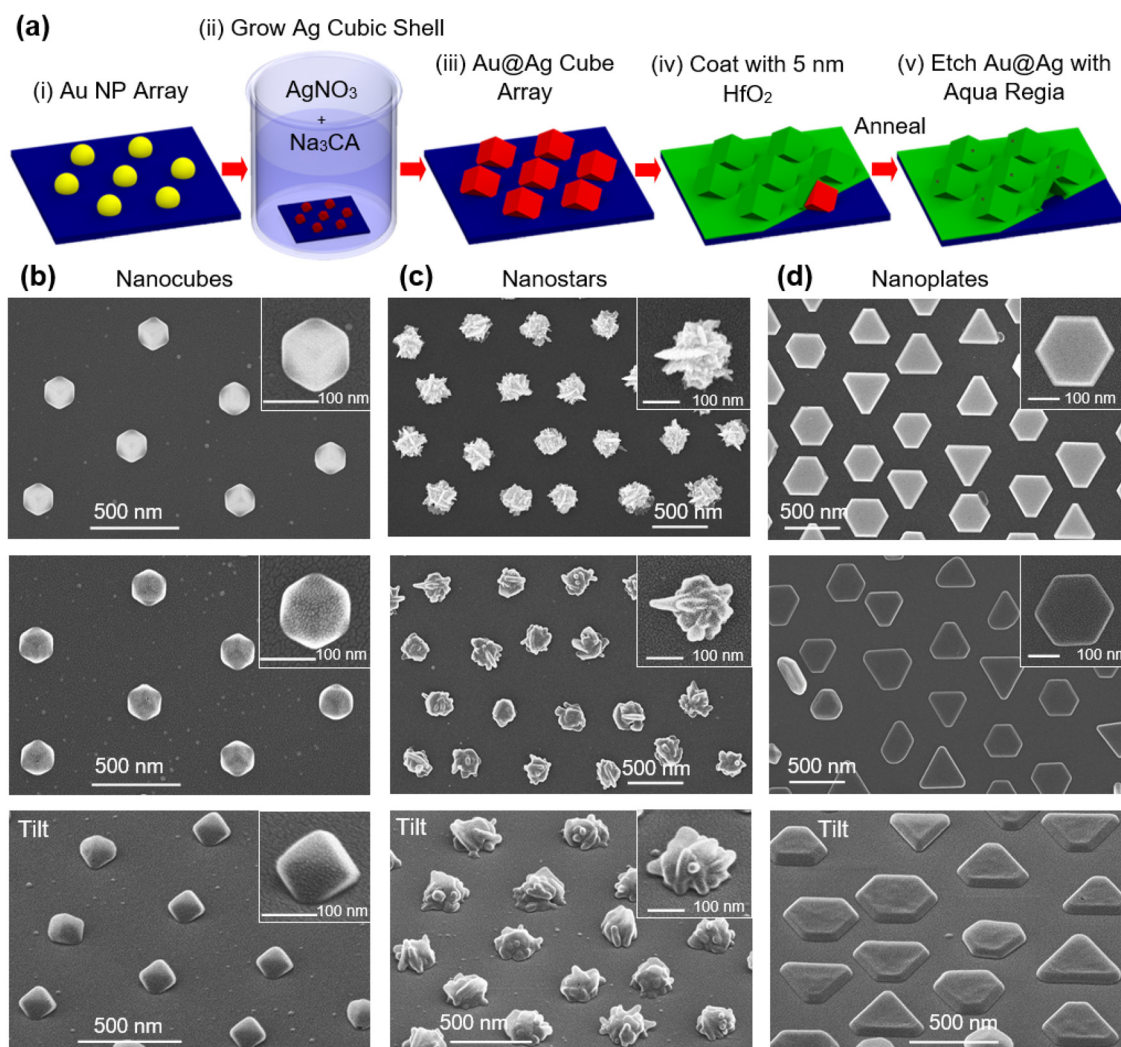 (a)
(ii) Grow Ag Cubic Shell
(i) Au NP Array
AgNO₃
+
Na₃CA
(iii) Au@Ag Cube
Array
(iv) Coat with 5 nm
HfO₂
Anneal
(v) Etch Au@Ag with
Aqua Regia
(b)
Nanocubes
(c)
Nanostars
(d)
Nanoplates
100 nm
500 nm
100 nm
500 nm
100 nm
500 nm
100 nm
500 nm
100 nm
500 nm
100 nm
500 nm
Tilt
100 nm
500 nm
Tilt
100 nm
500 nm
Tilt
500 nm